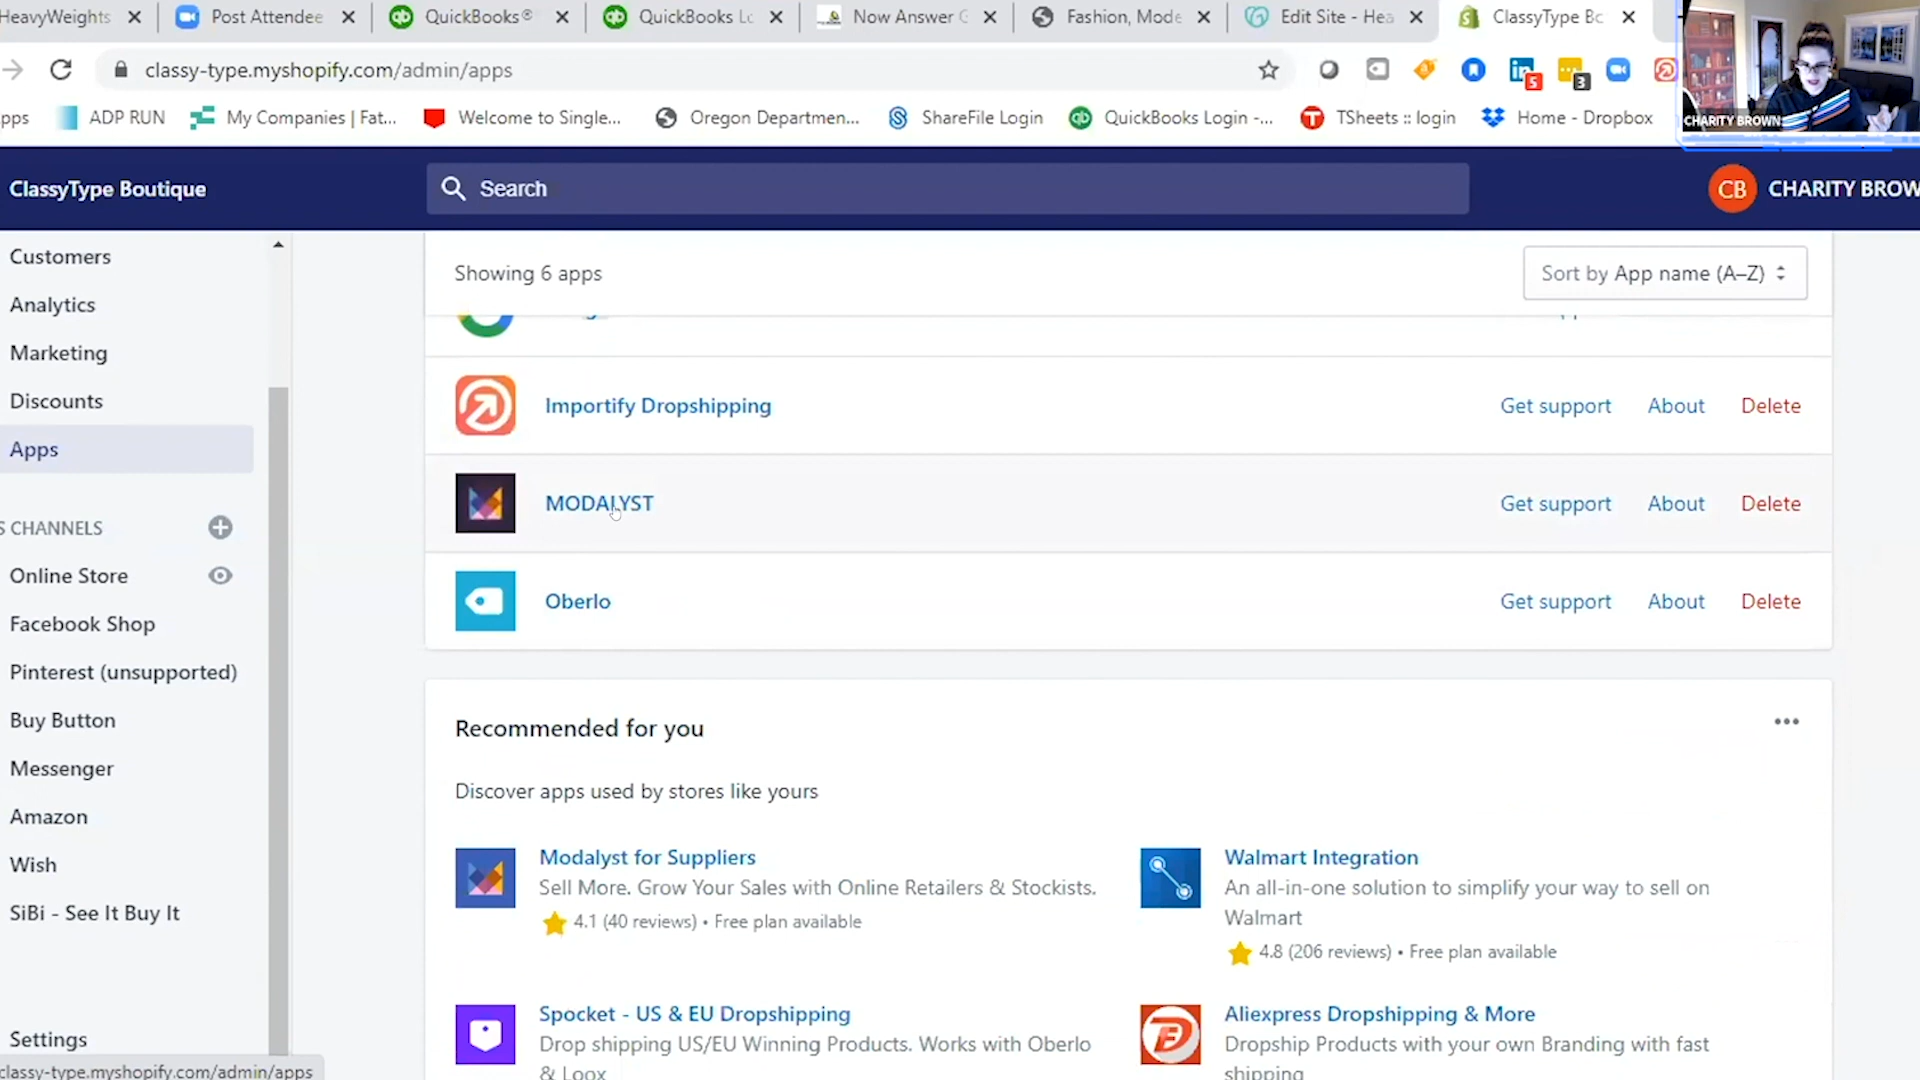 HeavyWeights
Post Attendee
QuickBooks®
QuickBooks Lo
Now Answer G
Fashion, Mode
Edit Site - Hea
ClassyType Bo
classy-type.myshopify.com/admin/apps
5
3
CHARITY BROWN
pps
ADP RUN
My Companies | Fat...
Welcome to Single...
Oregon Departmen...
ShareFile Login
QuickBooks Login -...
TSheets :: login
Home - Dropbox
ClassyType Boutique
Search
CB
CHARITY BROW
Customers
Analytics
Marketing
Discounts
Apps
S CHANNELS
Online Store
Facebook Shop
Pinterest (unsupported)
Buy Button
Messenger
Amazon
Wish
SiBi - See It Buy It
Settings
classy-type.myshopify.com/admin/apps
Showing 6 apps
Sort by App name (A–Z)
Importify Dropshipping
Get support
About
Delete
MODALYST
Get support
About
Delete
Oberlo
Get support
About
Delete
Recommended for you
Discover apps used by stores like yours
Modalyst for Suppliers
Sell More. Grow Your Sales with Online Retailers & Stockists.
4.1 (40 reviews) • Free plan available
Walmart Integration
An all-in-one solution to simplify your way to sell on
Walmart
4.8 (206 reviews) • Free plan available
Spocket - US & EU Dropshipping
Drop shipping US/EU Winning Products. Works with Oberlo
& Loox
Aliexpress Dropshipping & More
Dropship Products with your own Branding with fast
shipping